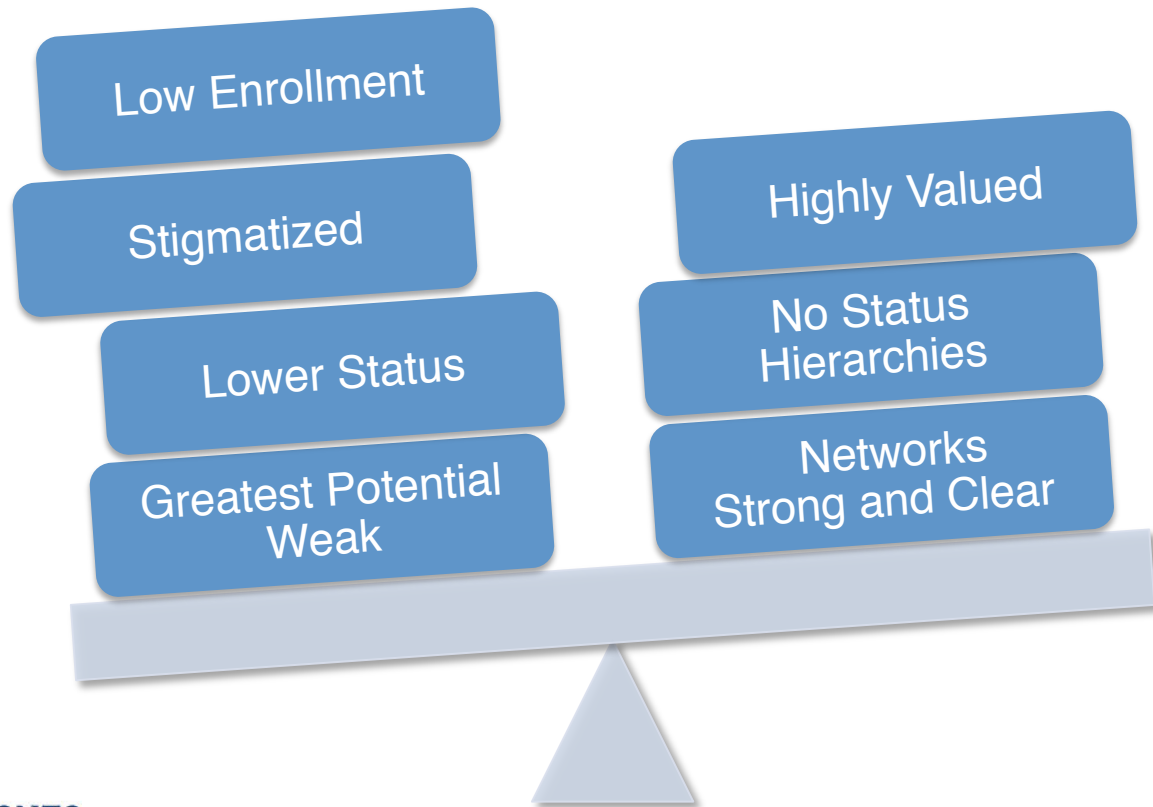 Low Enrollment
Stigmatized
Lower Status
Greatest Potential
Weak
Highly Valued
No Status
Hierarchies
Networks
Strong and Clear